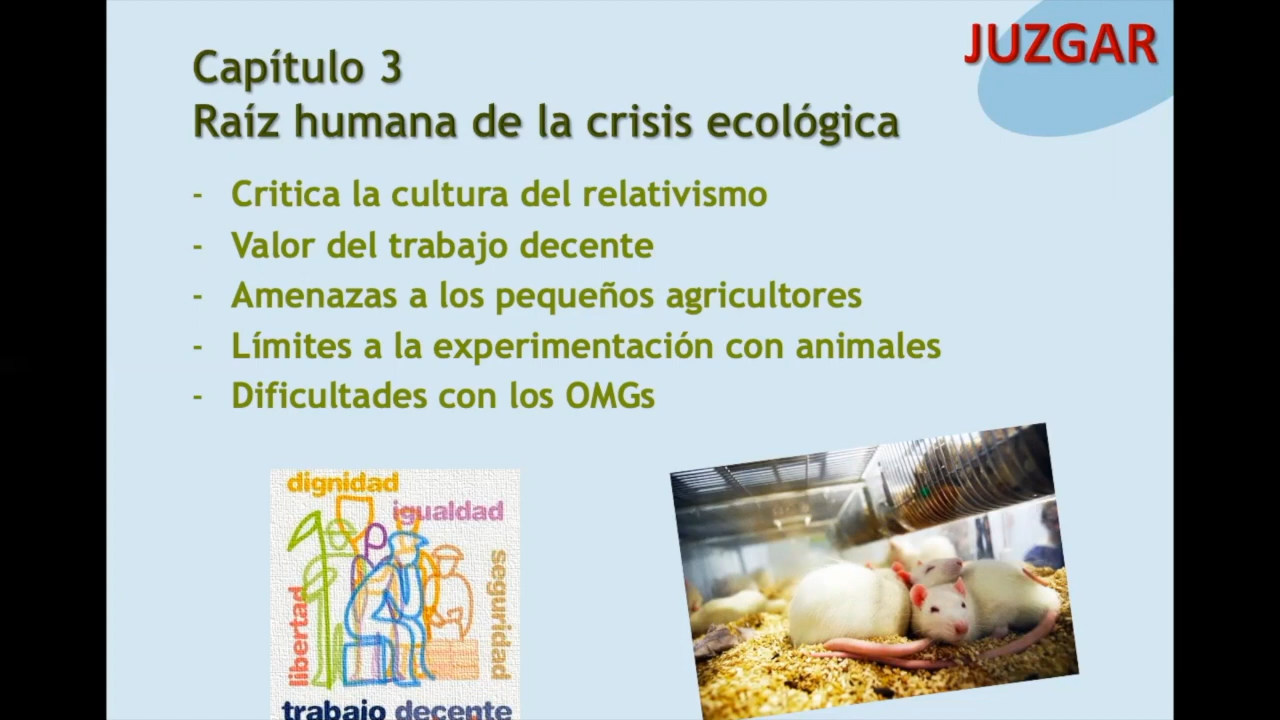 JUZGAR
Capítulo 3
Raíz humana de la crisis ecológica
- Critica la cultura del relativismo
- Valor del trabajo decente
- Amenazas a los pequeños agricultores
- Límites a la experimentación con animales
- Dificultades con los OMGs
dignidad
igualdad
seguridad
libertad
trabajo decente